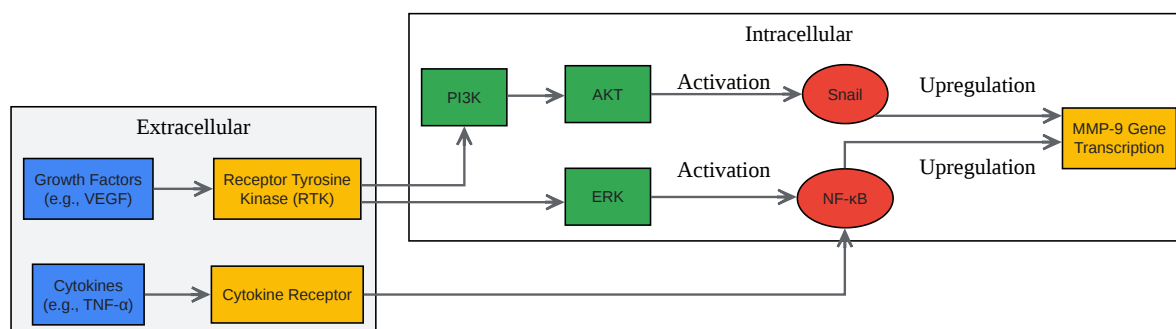 Intracellular
Extracellular
Growth Factors
(e.g., VEGF)
Receptor Tyrosine
Kinase (RTK)
Cytokines
(e.g., TNF-α)
Cytokine Receptor
PI3K
AKT
Activation
Snail
Upregulation
ERK
Activation
NF-κB
Upregulation
MMP-9 Gene
Transcription